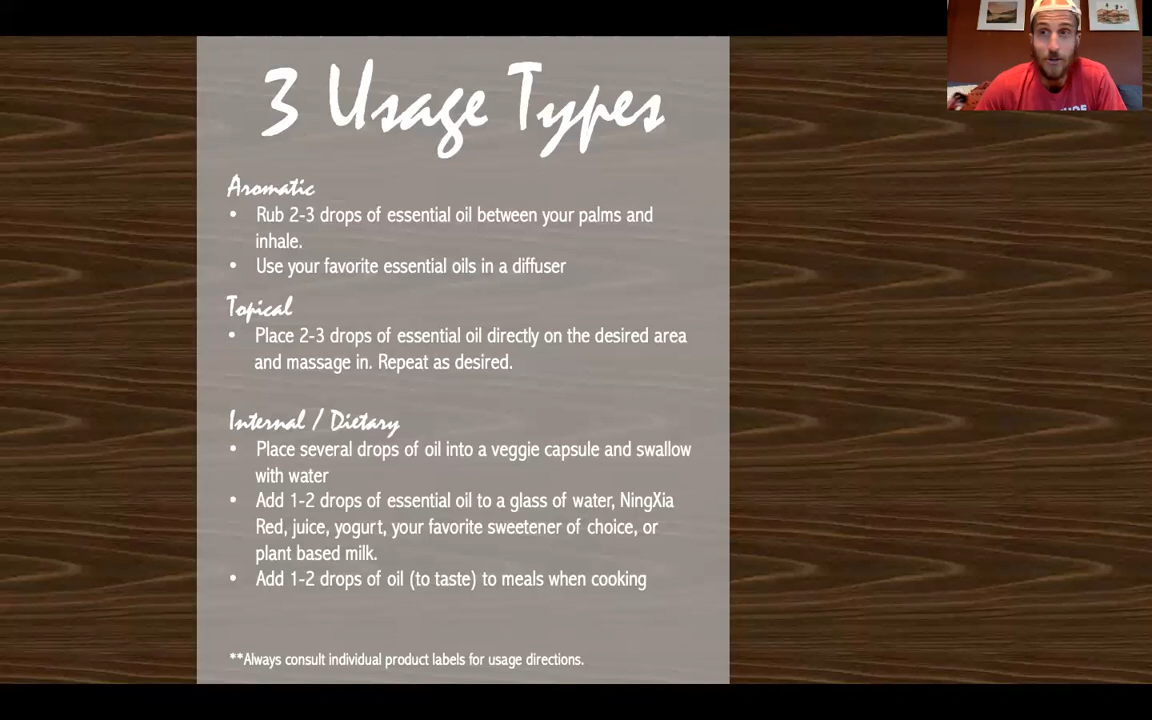 3 Usage Types
Aromatic
• Rub 2-3 drops of essential oil between your palms and
inhale.
• Use your favorite essential oils in a diffuser
Topical
• Place 2-3 drops of essential oil directly on the desired area
and massage in. Repeat as desired.
Internal / Dietary
• Place several drops of oil into a veggie capsule and swallow
with water
• Add 1-2 drops of essential oil to a glass of water, NingXia
Red, juice, yogurt, your favorite sweetener of choice, or
plant based milk.
• Add 1-2 drops of oil (to taste) to meals when cooking
**Always consult individual product labels for usage directions.